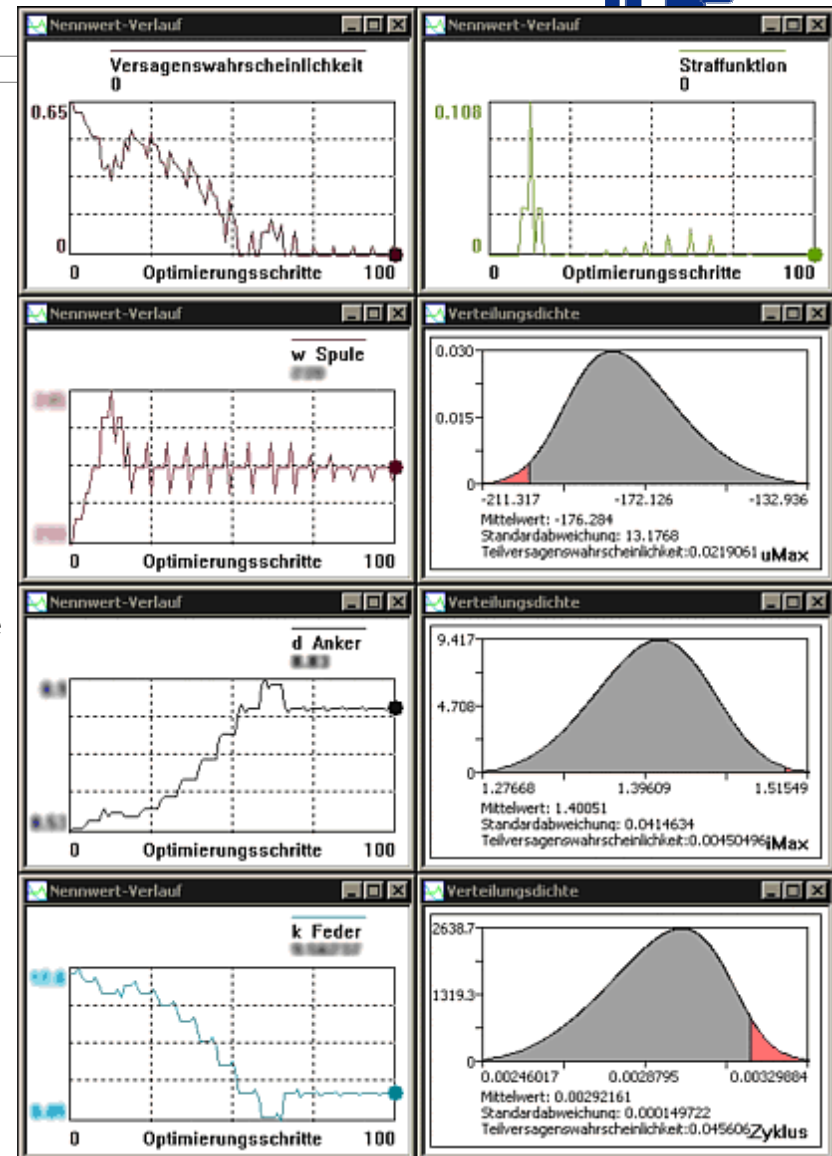 Nennwert-Verlauf
Versagenswahrscheinlichkeit
0
0.65
0
0 Optimierungsschritte 100
Nennwert-Verlauf
Straffunktion
0
0.108
0
0 Optimierungsschritte 100
Nennwert-Verlauf
w Spule
0 Optimierungsschritte 100
Verteilungsdichte
0.030
0.015
0
-211.317 -172.126 -132.936
Mittelwert: -176.284
Standardabweichung: 13.1768
Teilversagenswahrscheinlichkeit:0.0219061 uMax
Nennwert-Verlauf
d Anker
0 Optimierungsschritte 100
Verteilungsdichte
9.417
4.708
0
1.27668 1.39609 1.51549
Mittelwert: 1.40051
Standardabweichung: 0.0414634
Teilversagenswahrscheinlichkeit:0.00450496 iMax
Nennwert-Verlauf
k Feder
0 Optimierungsschritte 100
Verteilungsdichte
2638.7
1319.3
0
0.00246017 0.0028795 0.00329884
Mittelwert: 0.00292161
Standardabweichung: 0.000149722
Teilversagenswahrscheinlichkeit:0.045606 Zyklus